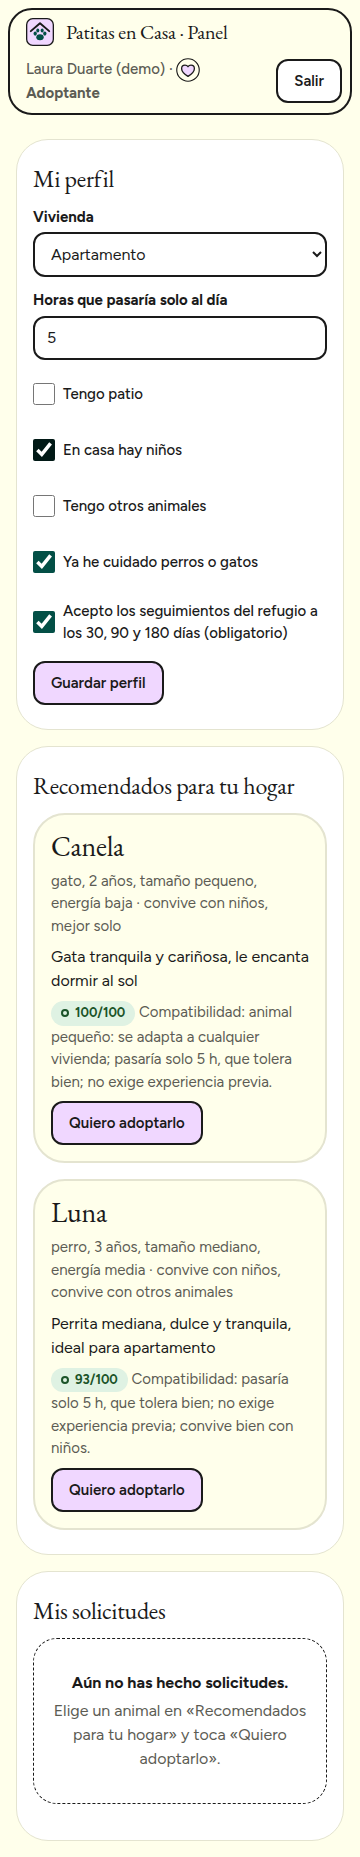 Patitas en Casa · Panel
Laura Duarte (demo) ·
Adoptante
Salir
Mi perfil
Vivienda
Apartamento
Horas que pasaría solo al día
5
Tengo patio
En casa hay niños
Tengo otros animales
Ya he cuidado perros o gatos
Acepto los seguimientos del refugio a
los 30, 90 y 180 días (obligatorio)
Guardar perfil
Recomendados para tu hogar
Canela
gato, 2 años, tamaño pequeno,
energía baja · convive con niños,
mejor solo
Gata tranquila y cariñosa, le encanta
dormir al sol
100/100 Compatibilidad: animal
pequeño: se adapta a cualquier
vivienda; pasaría solo 5 h, que tolera
bien; no exige experiencia previa.
Quiero adoptarlo
Luna
perro, 3 años, tamaño mediano,
energía media · convive con niños,
convive con otros animales
Perrita mediana, dulce y tranquila,
ideal para apartamento
93/100 Compatibilidad: pasaría
solo 5 h, que tolera bien; no exige
experiencia previa; convive bien con
niños.
Quiero adoptarlo
Mis solicitudes
Aún no has hecho solicitudes.
Elige un animal en «Recomendados
para tu hogar» y toca «Quiero
adoptarlo».